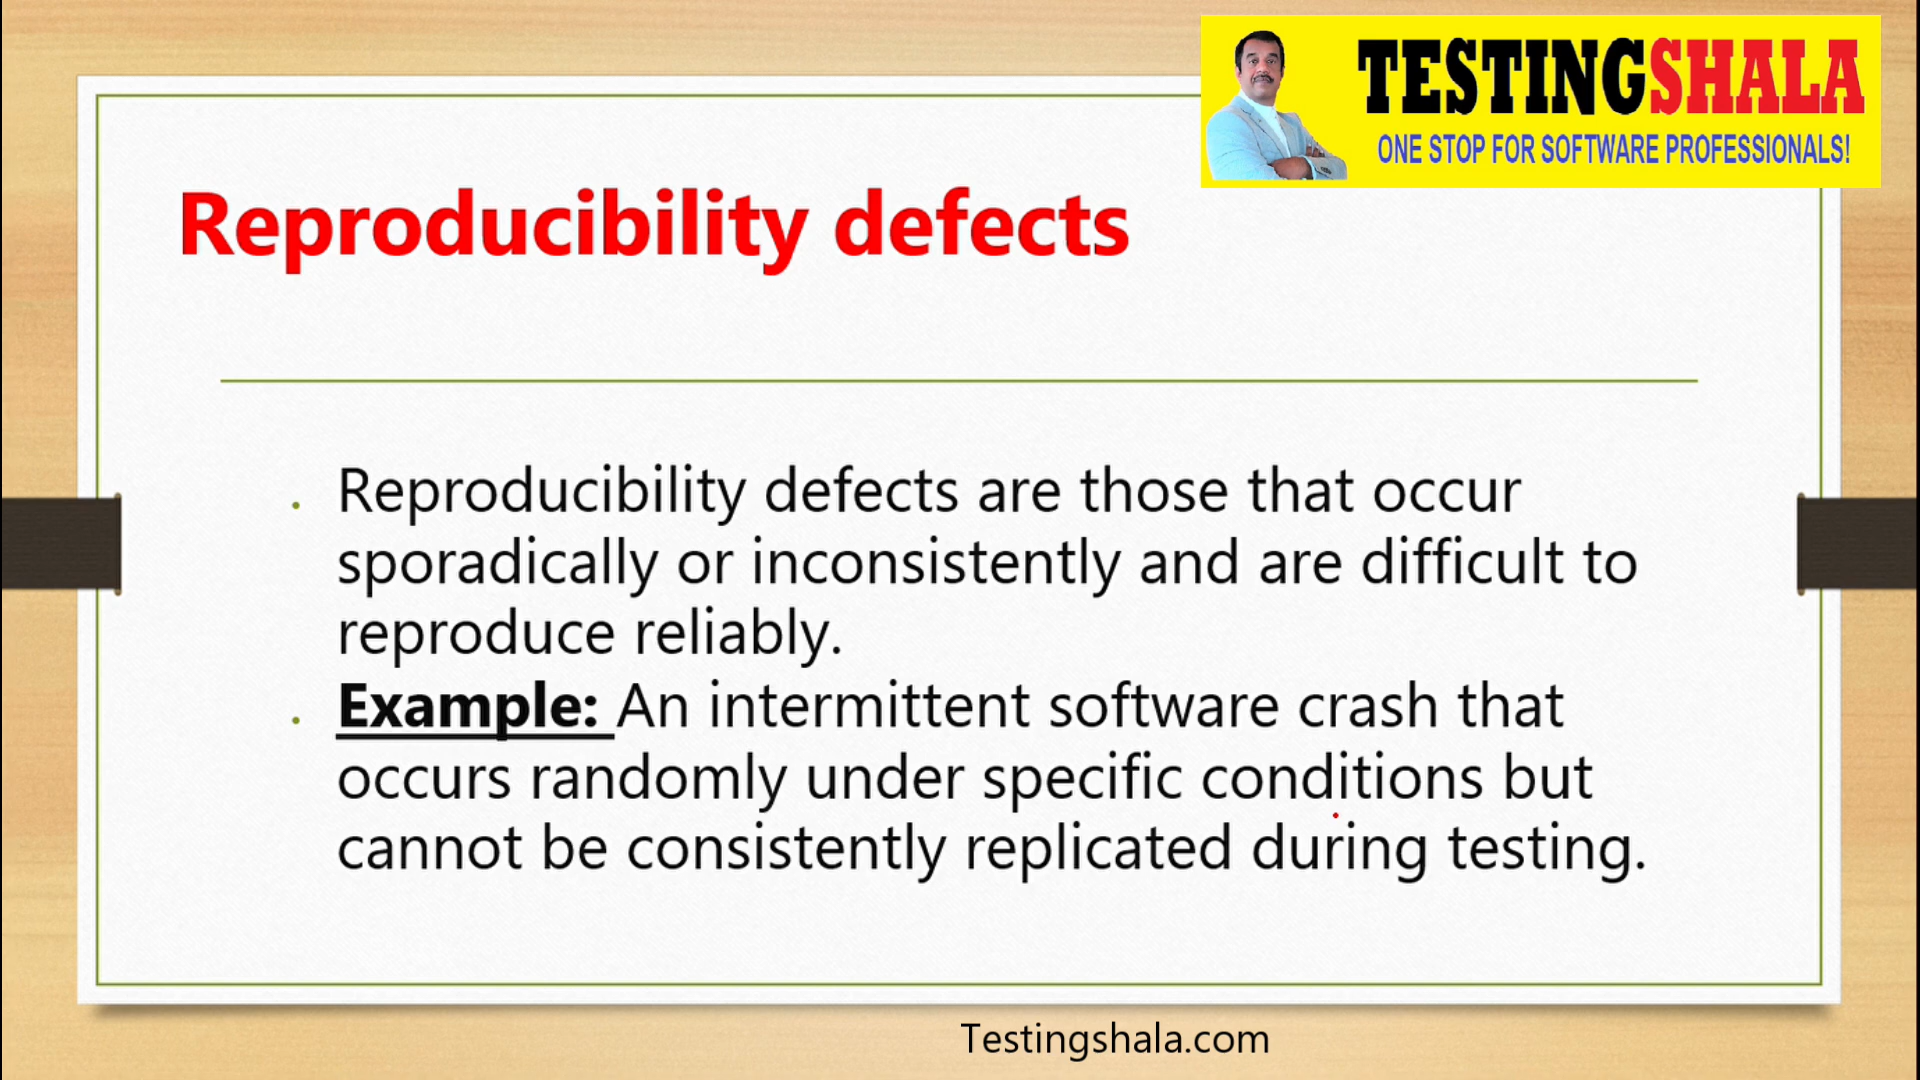 TESTINGSHALA
ONE STOP FOR SOFTWARE PROFESSIONALS!
Reproducibility defects
Reproducibility defects are those that occur
sporadically or inconsistently and are difficult to
reproduce reliably.
Example: An intermittent software crash that
occurs randomly under specific conditions but
cannot be consistently replicated during testing.
Testingshala.com